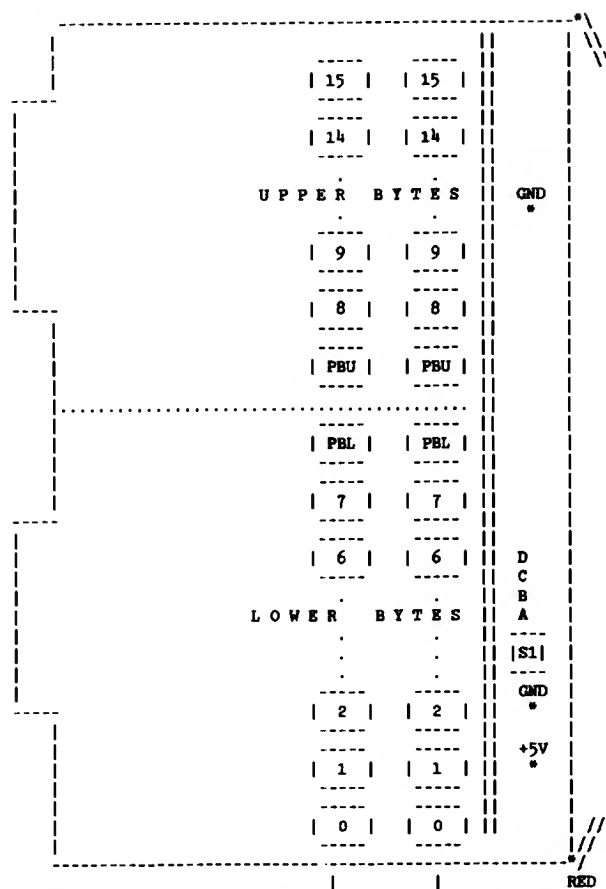 15 15
14 14
UPPER BYTES GND
*
9 9
8 8
PBU PBU
PBL PBL
7 7
6 6 D
C
B
LOWER BYTES A
S1
GND
2 2 *
+5V
1 1 *
0 0
RED